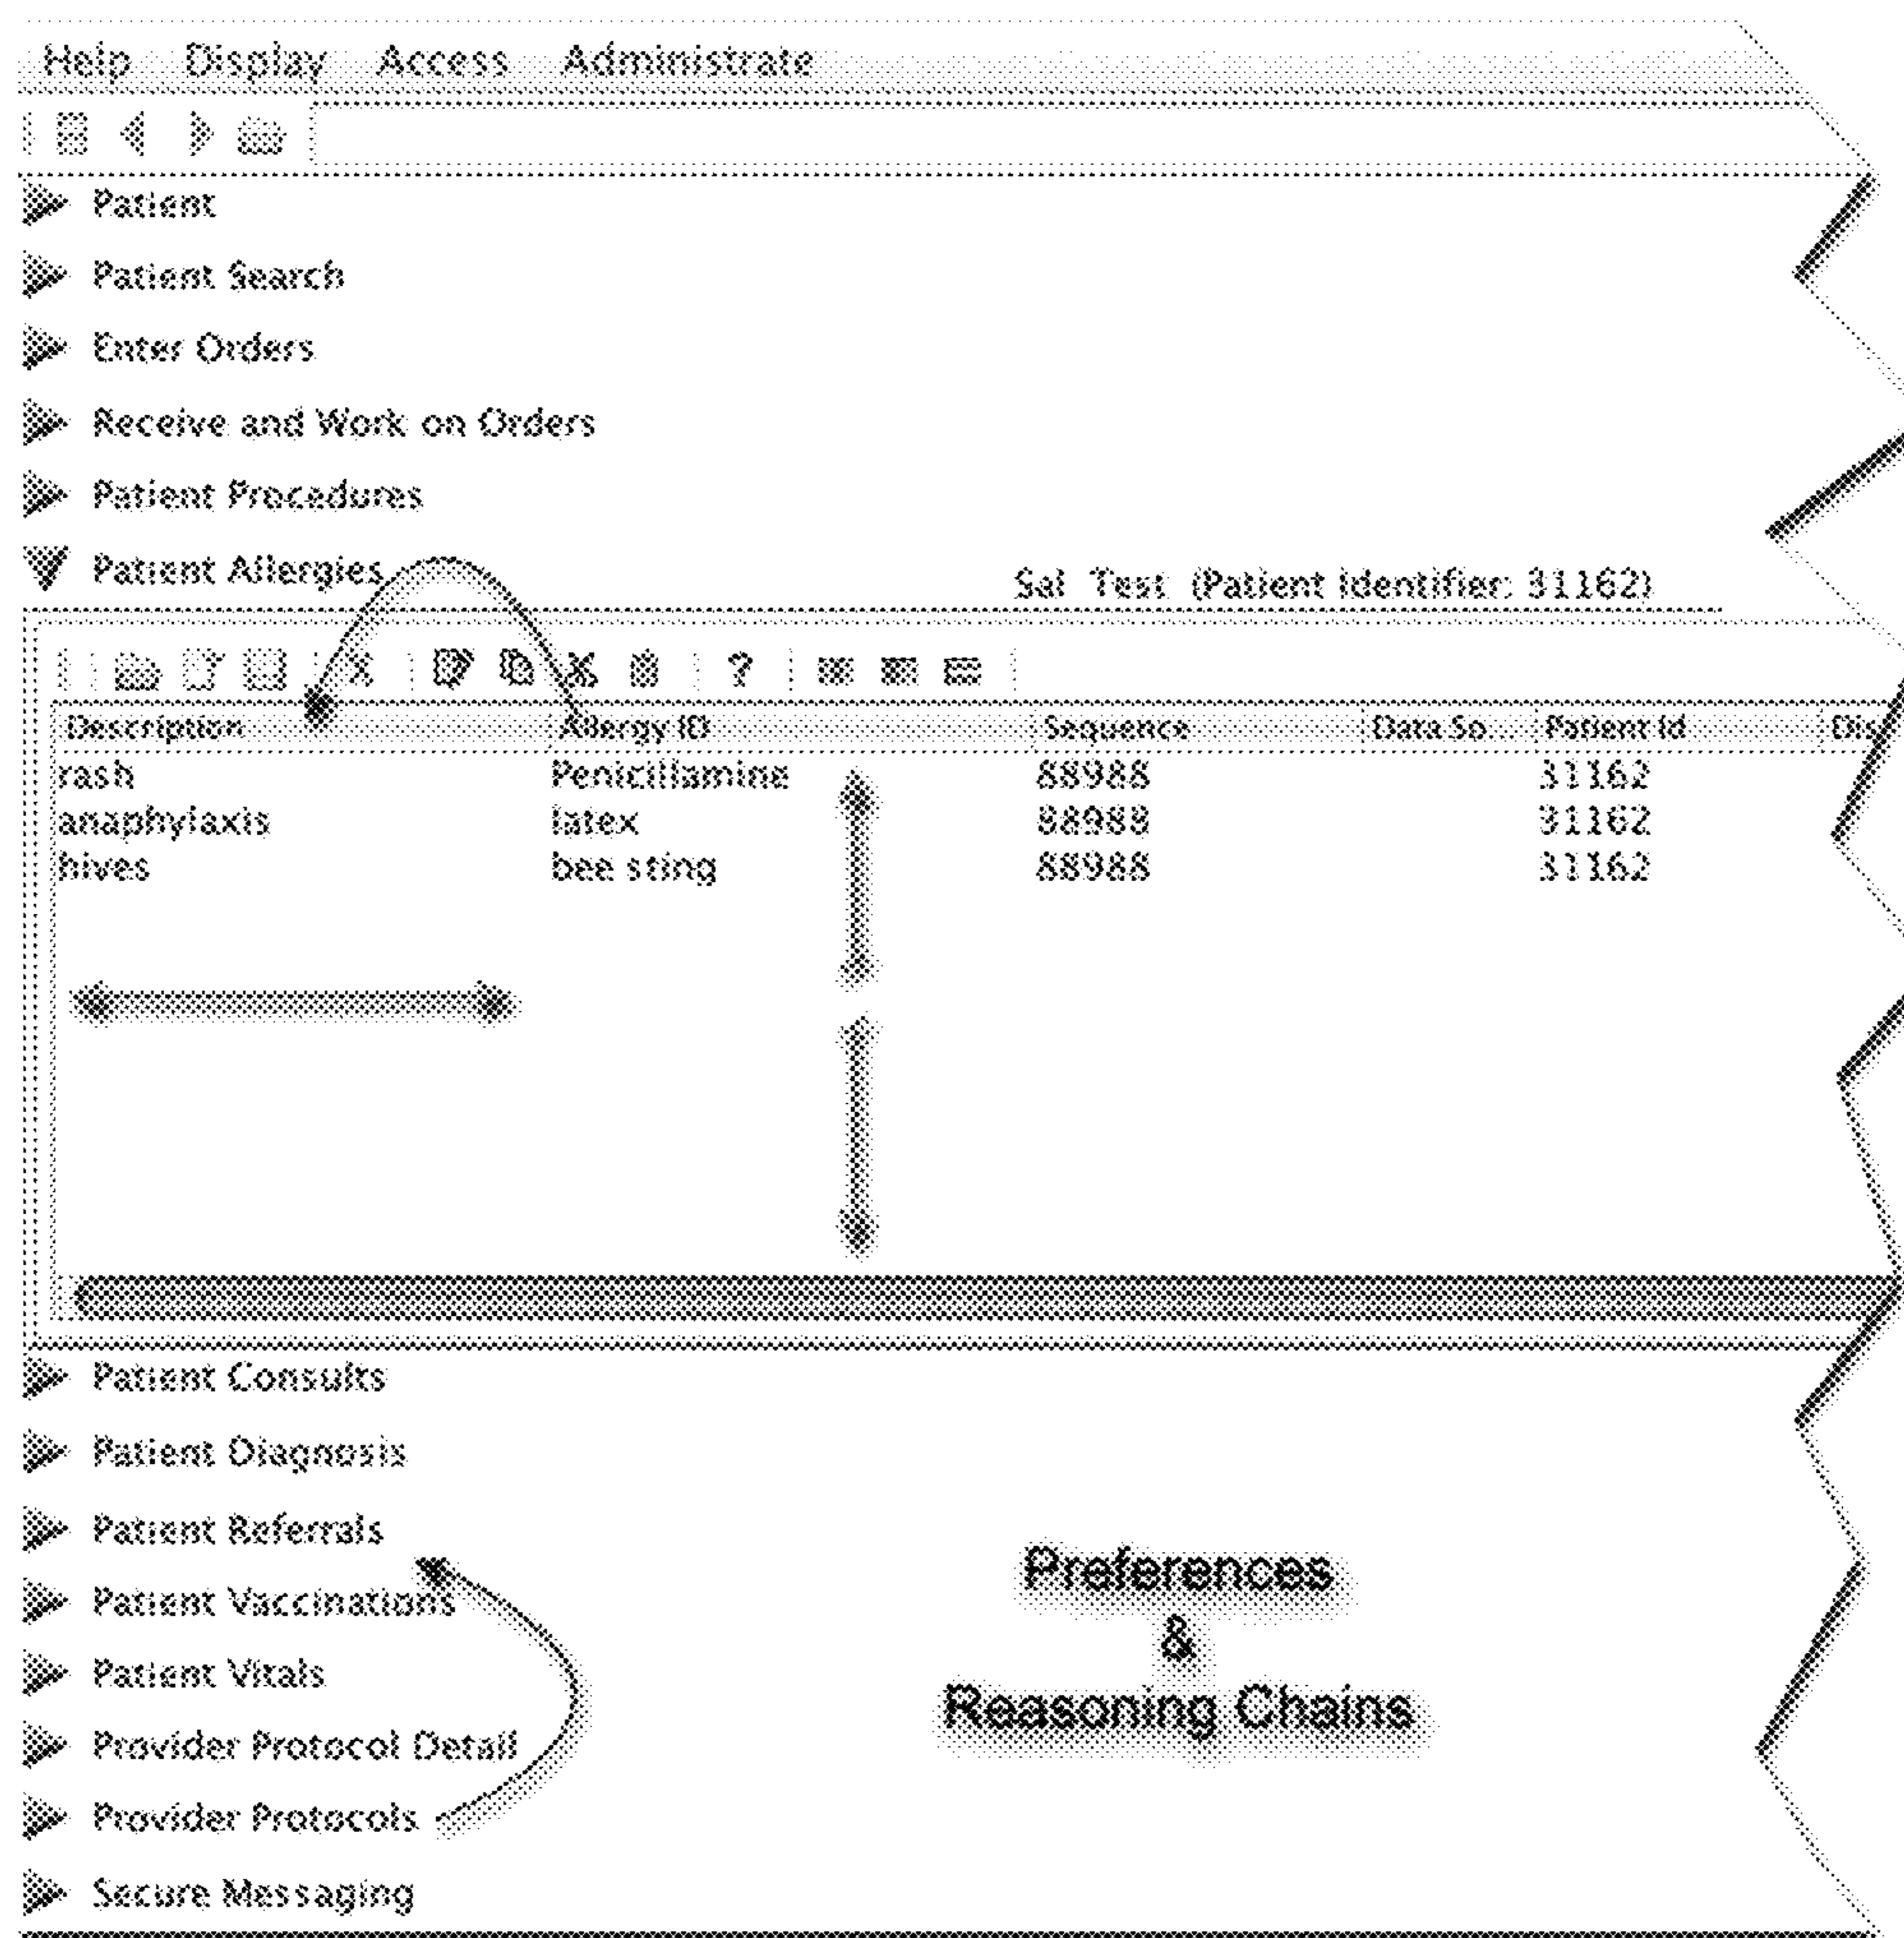 Help Display Access Administrate
Patient
Patient Search
Enter Orders
Receive and Work on Orders
Patient Procedures
Patient Allergies
Sal Test (Patient identifier: 31162)
?
Description Allergy ID Sequence Data So... Patient Id Dis
rash Penicillamine 88988 31162
anaphylaxis latex 88988 31162
hives bee sting 88988 31162
Patient Consults
Patient Diagnosis
Patient Referrals
Patient Vaccinations
Patient Vitals
Provider Protocol Detail
Provider Protocols
Secure Messaging
Preferences
&
Reasoning Chains